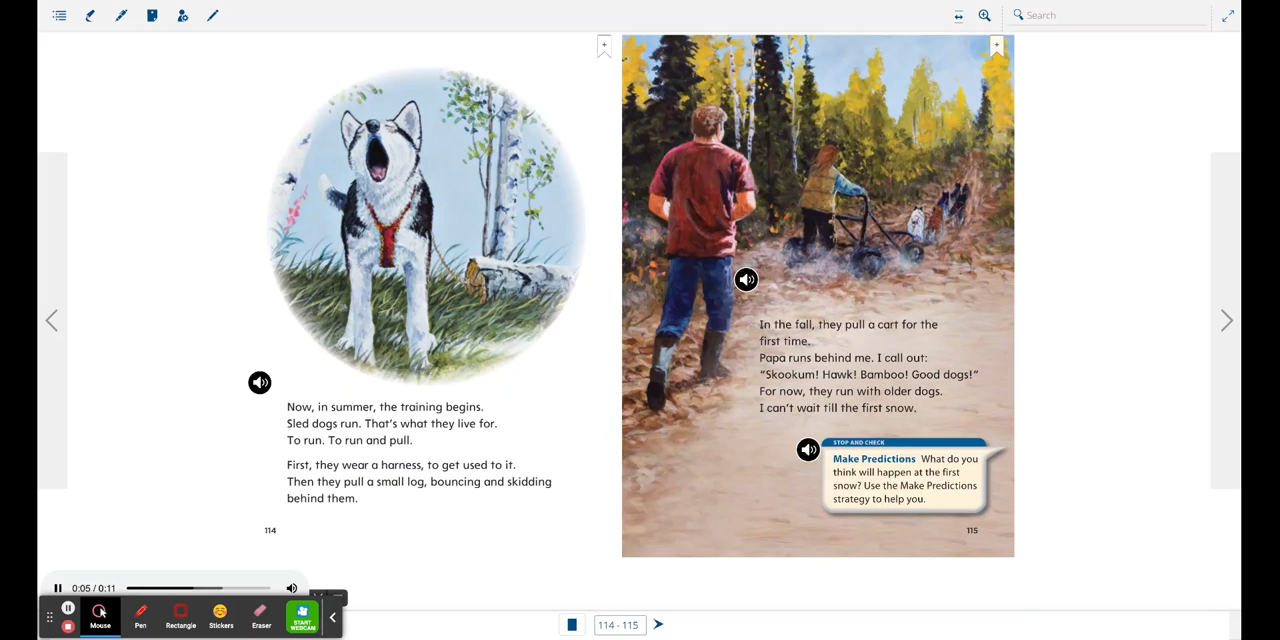 Search
Now, in summer, the training begins.
Sled dogs run. That's what they live for.
To run. To run and pull.
First, they wear a harness, to get used to it.
Then they pull a small log, bouncing and skidding
behind them.
114
In the fall, they pull a cart for the
first time.
Papa runs behind me. I call out:
“Skookum! Hawk! Bamboo! Good dogs!”
For now, they run with older dogs.
I can't wait till the first snow.
STOP AND CHECK
Make Predictions What do you
think will happen at the first
snow? Use the Make Predictions
strategy to help you.
115
0:05 / 0:11
Mouse
Pen
Rectangle
Stickers
Eraser
START
WEBCAM
114 - 115